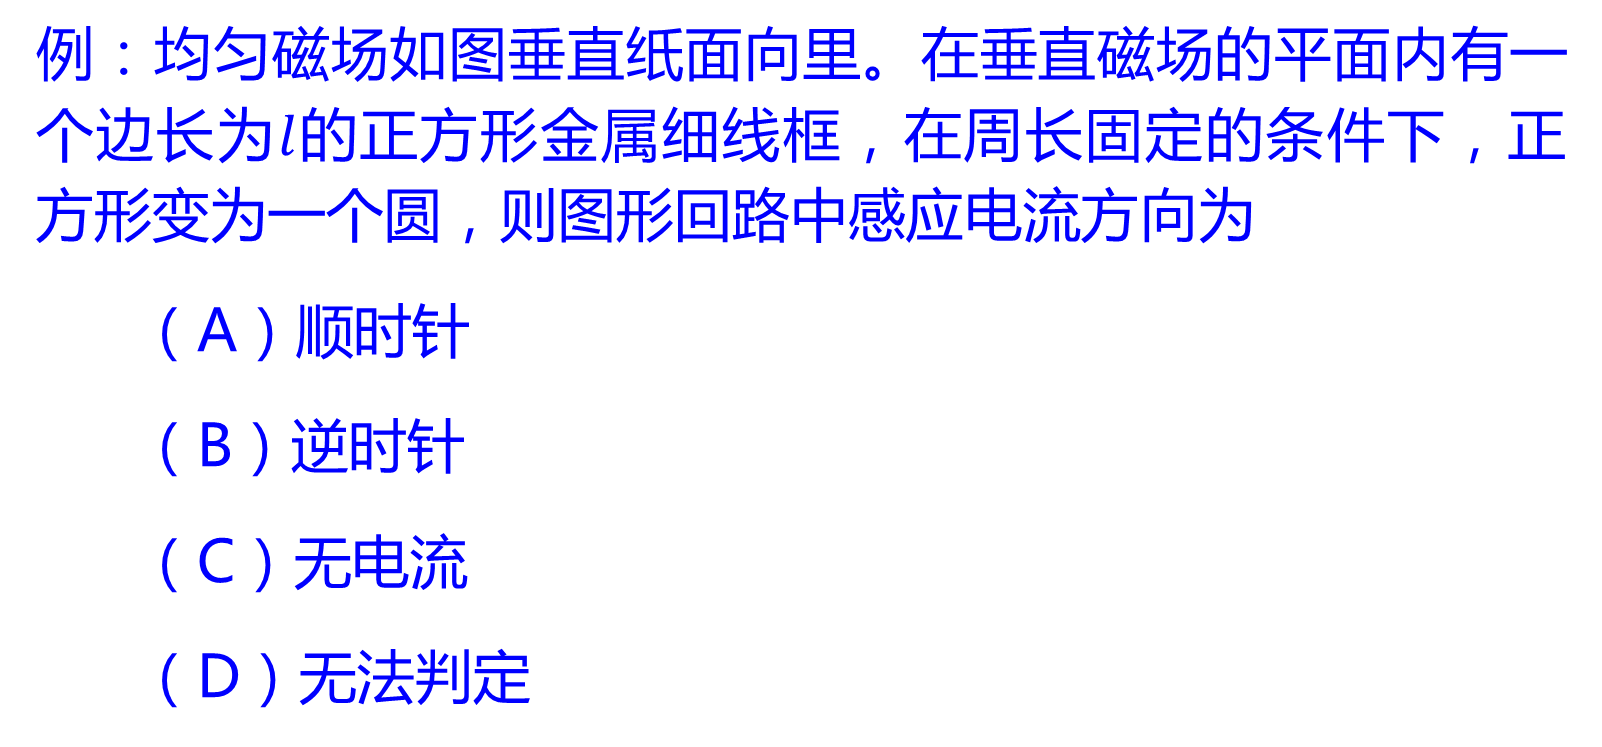 例：均匀磁场如图垂直纸面向里。在垂直磁场的平面内有一
个边长为l的正方形金属细线框，在周长固定的条件下，正
方形变为一个圆，则图形回路中感应电流方向为
（A）顺时针
（B）逆时针
（C）无电流
（D）无法判定